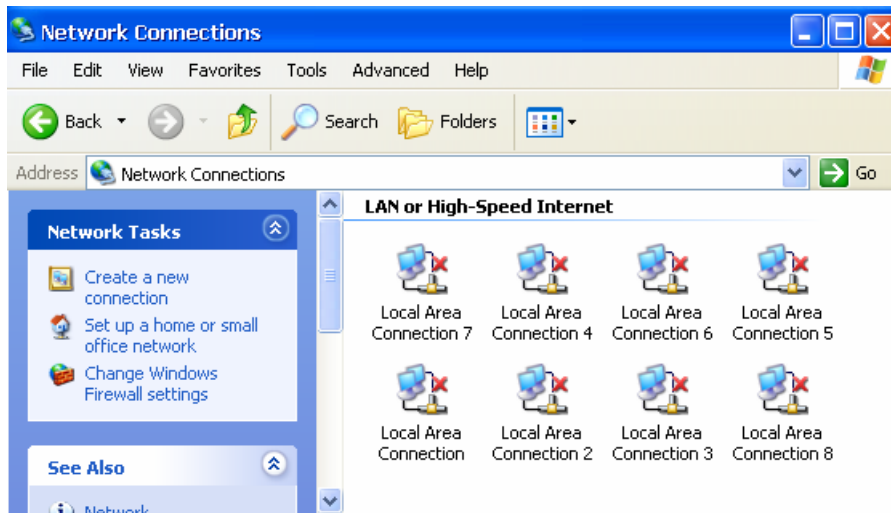 Network Connections
File Edit View Favorites Tools Advanced Help
Back Search Folders
Address Network Connections Go
Network Tasks
Create a new
connection
Set up a home or small
office network
Change Windows
Firewall settings
See Also
Network
LAN or High-Speed Internet
Local Area Local Area Local Area Local Area
Connection 7 Connection 4 Connection 6 Connection 5
Local Area Local Area Local Area Local Area
Connection Connection 2 Connection 3 Connection 8